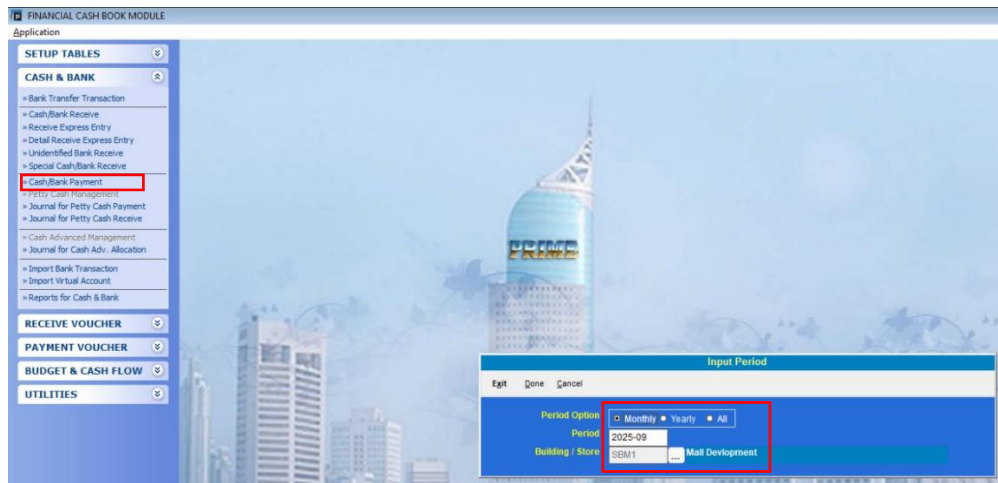 FINANCIAL CASH BOOK MODULE
Application
SETUP TABLES
CASH & BANK
» Bank Transfer Transaction
» Cash/Bank Receive
» Receive Express Entry
» Detail Receive Express Entry
» Unidentified Bank Receive
» Special Cash/Bank Receive
» Cash/Bank Payment
» Petty Cash Management
» Journal for Petty Cash Payment
» Journal for Petty Cash Receive
» Cash Advanced Management
» Journal for Cash Adv. Allocation
» Import Bank Transaction
» Import Virtual Account
» Reports for Cash & Bank
RECEIVE VOUCHER
PAYMENT VOUCHER
BUDGET & CASH FLOW
UTILITIES
PRIME
Input Period
Exit Done Cancel
Period Option Monthly Yearly All
Period 2025-09
Building / Store SBM1 ... Mall Devlopment